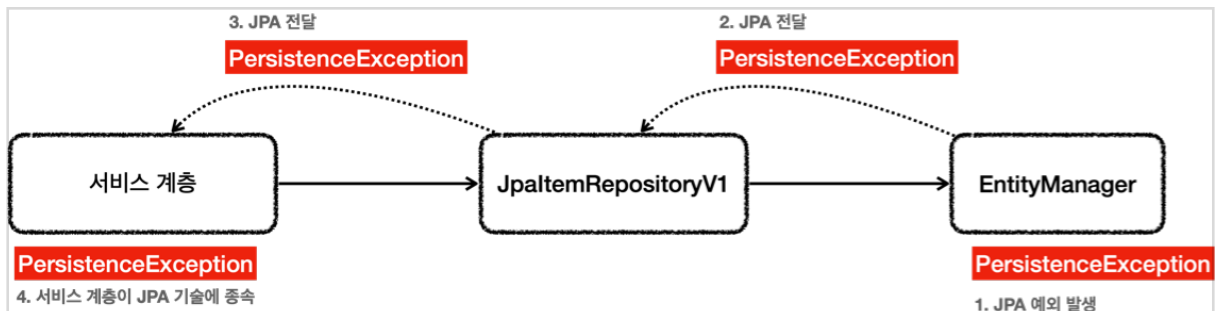 3. JPA 전달
2. JPA 전달
PersistenceException
PersistenceException
서비스 계층
JpaItemRepositoryV1
EntityManager
PersistenceException
PersistenceException
4. 서비스 계층이 JPA 기술에 종속
1. JPA 예외 발생